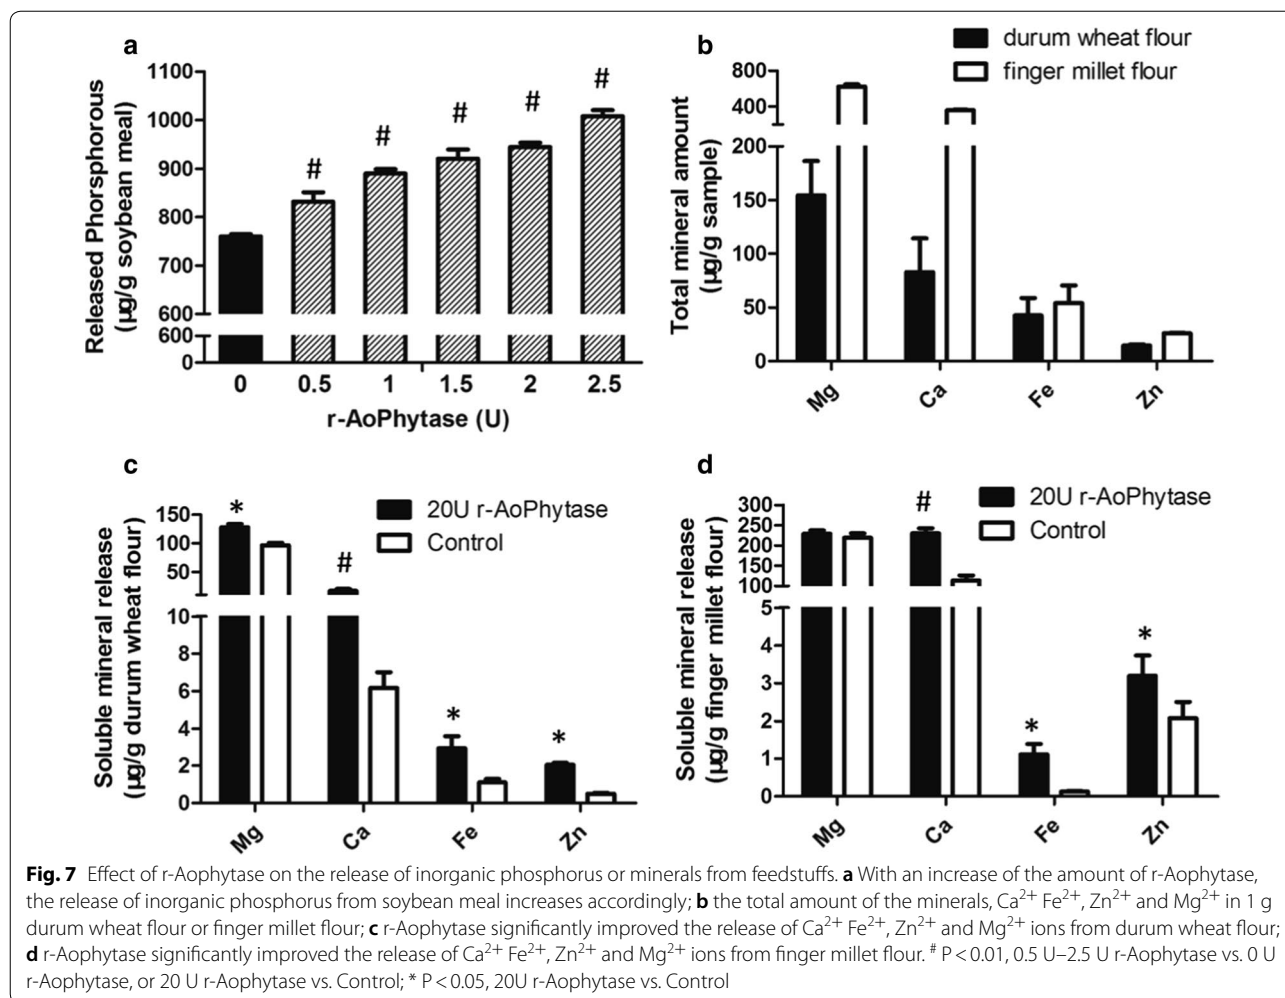 a
Released Phorsphorous
(µg/g soybean meal)
1100
1000
900
800
700
600
600
0
# # # # #
0 0.5 1 1.5 2 2.5
r-AoPhytase (U)
b
durum wheat flour
finger millet flour
Total mineral amount
(µg/g sample)
800
400
200
150
100
50
0
Mg Ca Fe Zn
c
20U r-AoPhytase
Control
Soluble mineral release
(µg/g durum wheat flour)
150
100
50
10
8
6
4
2
0
* # * *
Mg Ca Fe Zn
d
20U r-AoPhytase
Control
Soluble mineral release
(µg/g finger millet flour)
300
250
200
150
100
5
4
3
2
1
0
# * *
Mg Ca Fe Zn
Fig. 7 Effect of r-Aophytase on the release of inorganic phosphorus or minerals from feedstuffs. a With an increase of the amount of r-Aophytase,
the release of inorganic phosphorus from soybean meal increases accordingly; b the total amount of the minerals, Ca²⁺ Fe²⁺, Zn²⁺ and Mg²⁺ in 1 g
durum wheat flour or finger millet flour; c r-Aophytase significantly improved the release of Ca²⁺ Fe²⁺, Zn²⁺ and Mg²⁺ ions from durum wheat flour;
d r-Aophytase significantly improved the release of Ca²⁺ Fe²⁺, Zn²⁺ and Mg²⁺ ions from finger millet flour. # P < 0.01, 0.5 U–2.5 U r-Aophytase vs. 0 U
r-Aophytase, or 20 U r-Aophytase vs. Control; * P < 0.05, 20U r-Aophytase vs. Control